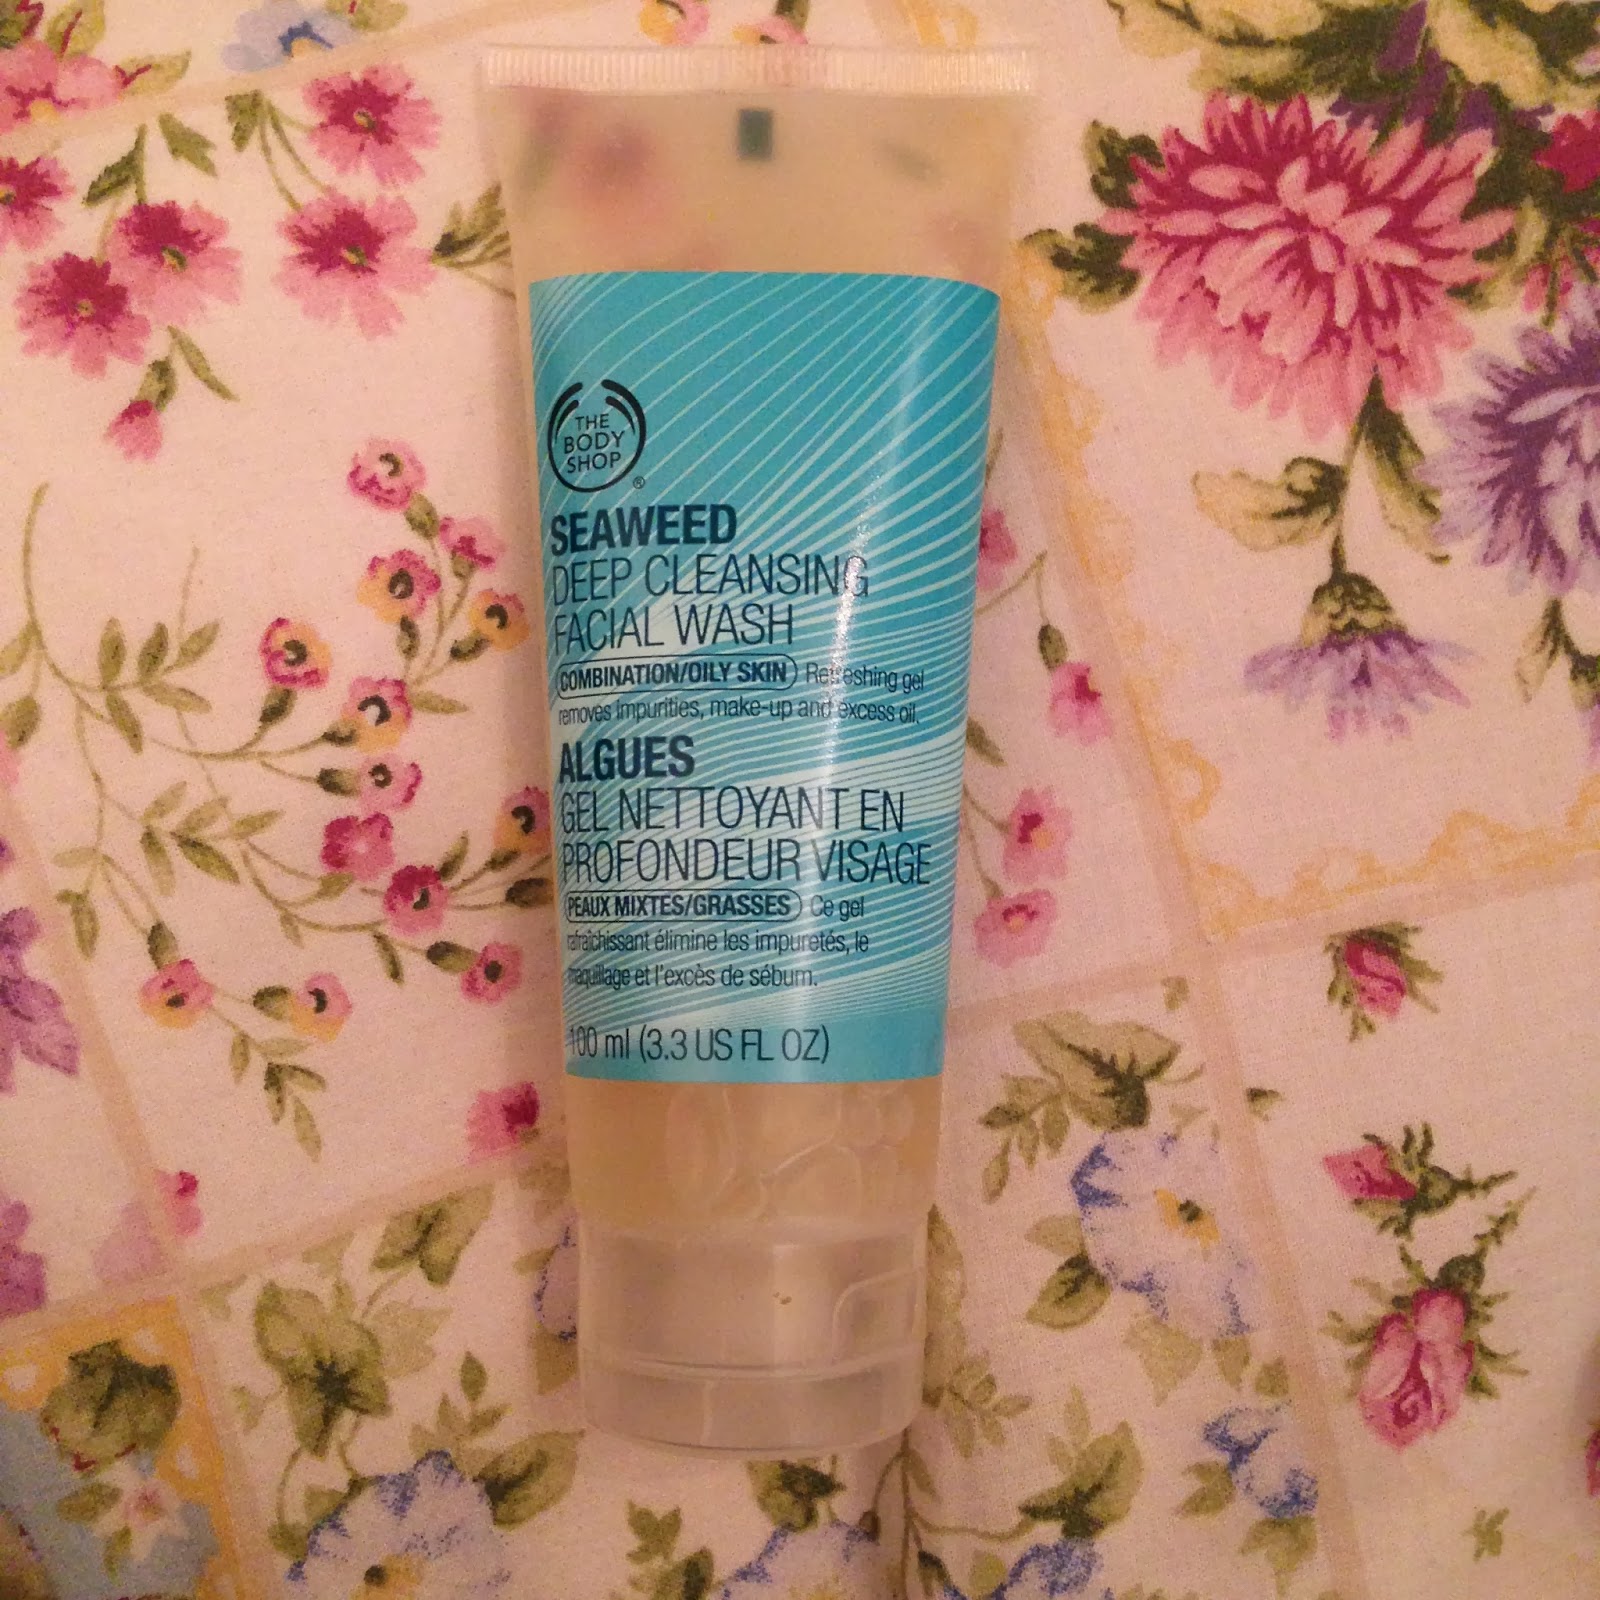 THE
BODY
SHOP
®
SEAWEED
DEEP CLEANSING
FACIAL WASH
COMBINATION/OILY SKIN Refreshing gel
removes impurities, make-up and excess oil.
ALGUES
GEL NETTOYANT EN
PROFONDEUR VISAGE
PEAUX MIXTES/GRASSES Ce gel
rafraîchissant élimine les impuretés, le
maquillage et l'excès de sébum.
100 ml (3.3 US FL OZ)